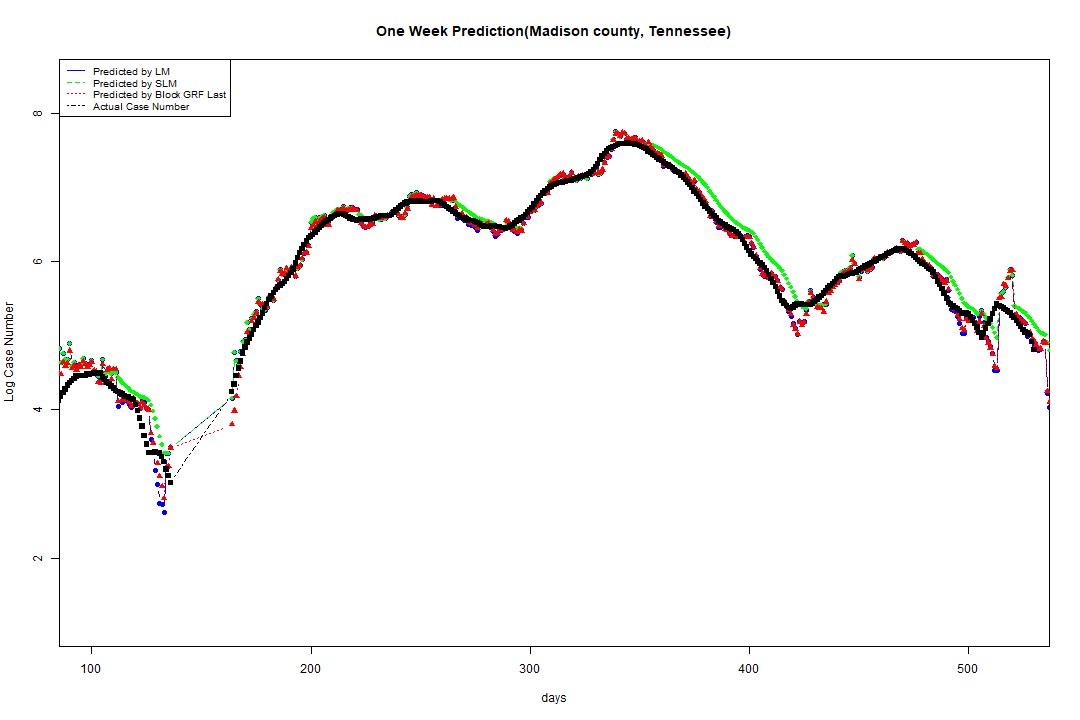 One Week Prediction(Madison county, Tennessee)
Predicted by LM
Predicted by SLM
Predicted by Block GRF Last
Actual Case Number
Log Case Number
8
6
4
2
100 200 300 400 500
days